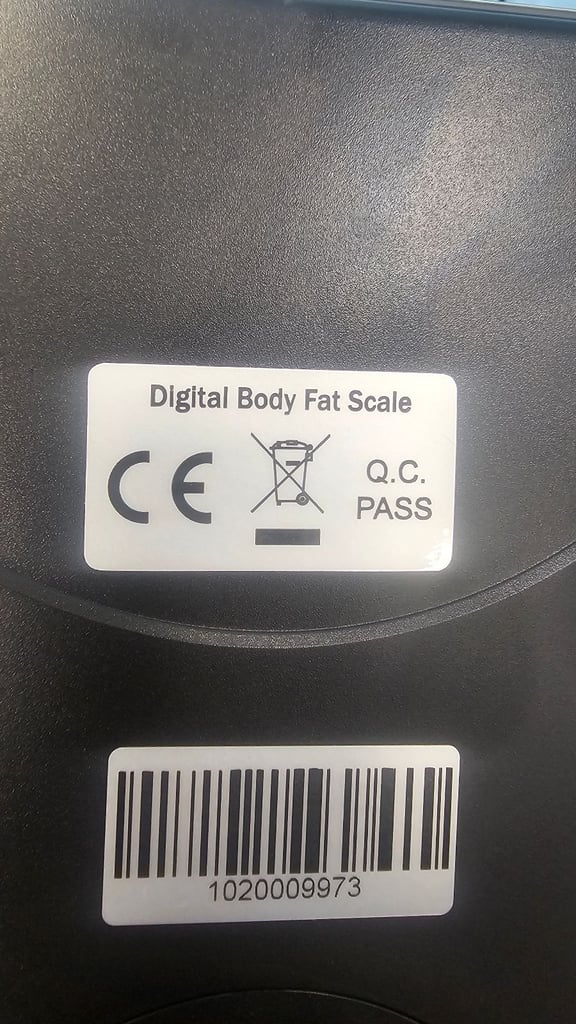 Digital Body Fat Scale
CE
Q.C.
PASS
1020009973